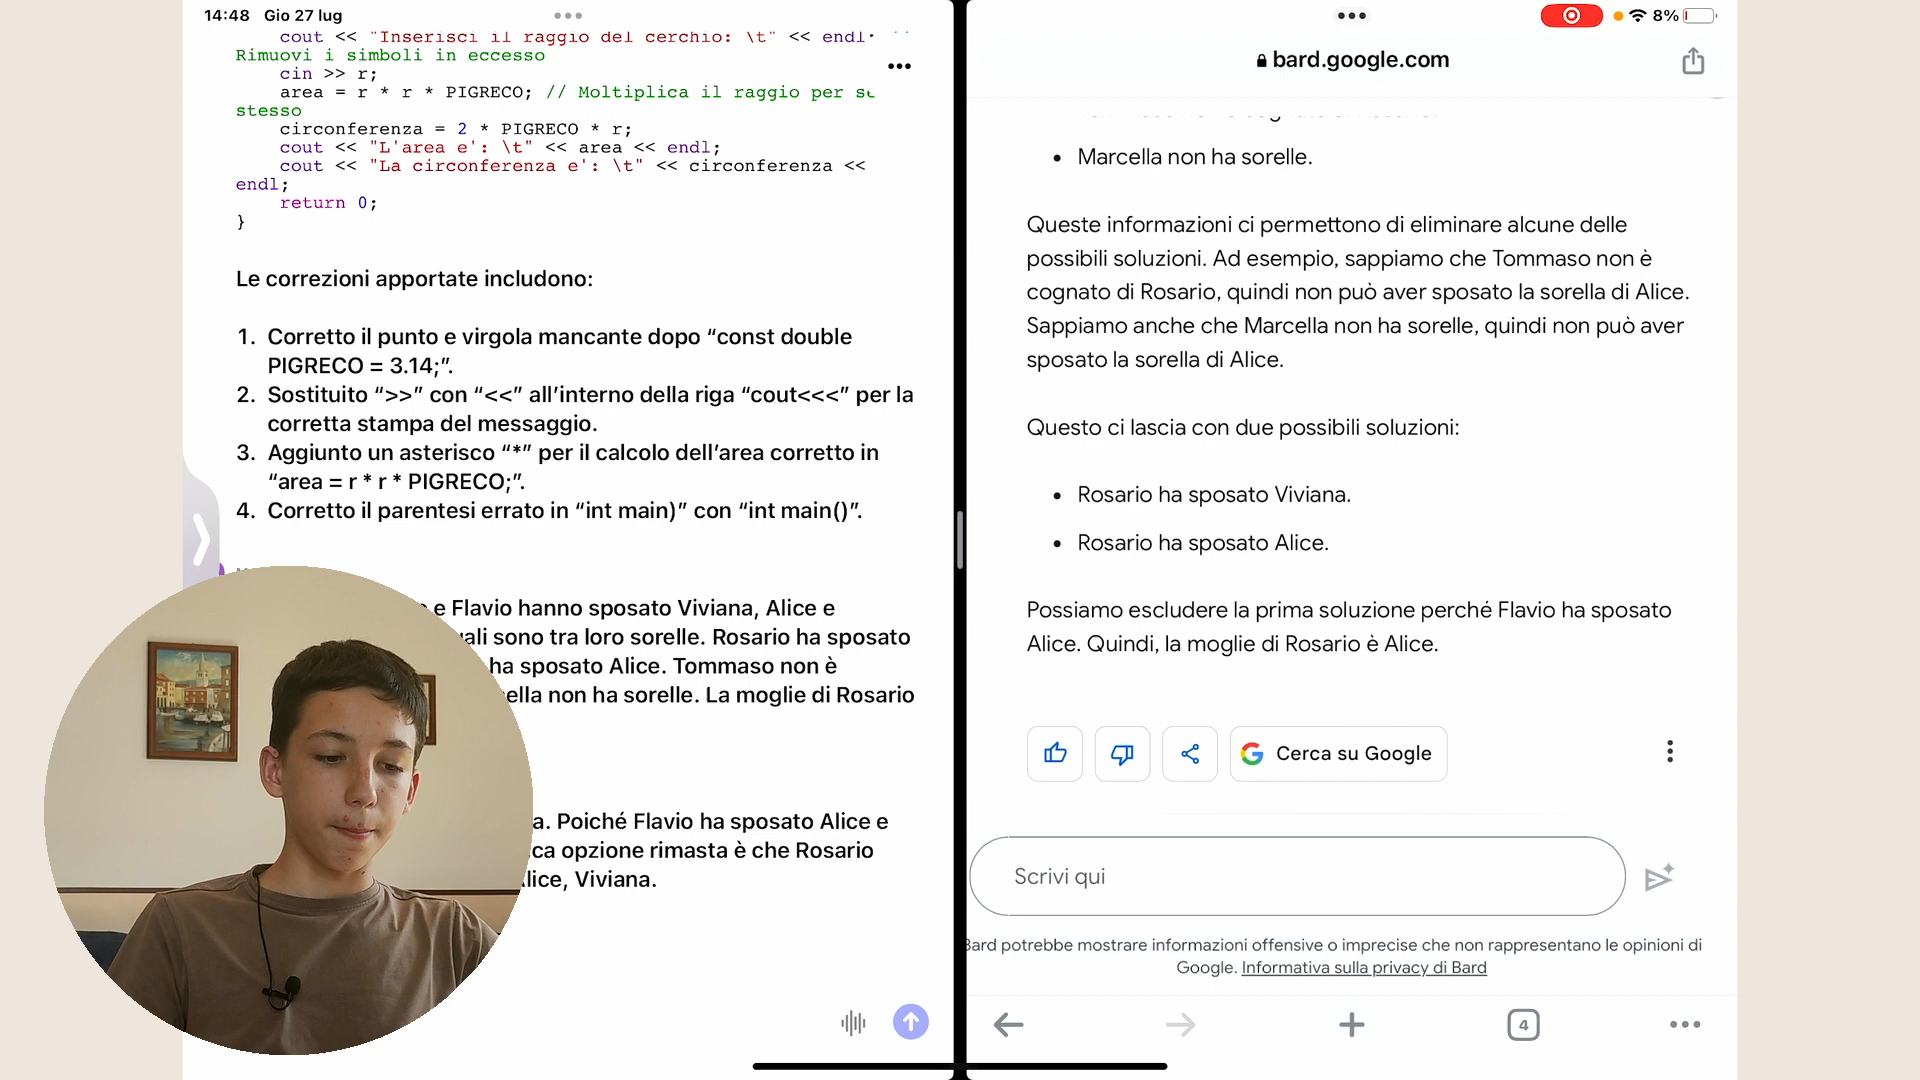 14:48 Gio 27 lug
cout << "Inserisci il raggio del cerchio: \t" << endl;
Rimuovi i simboli in eccesso
cin >> r;
area = r * r * PIGRECO; // Moltiplica il raggio per se
stesso
circonferenza = 2 * PIGRECO * r;
cout << "L'area e': \t" << area << endl;
cout << "La circonferenza e': \t" << circonferenza <<
endl;
return 0;
}
Le correzioni apportate includono:
1. Corretto il punto e virgola mancante dopo “const double
PIGRECO = 3.14;”.
2. Sostituito “>>” con “<<” all’interno della riga “cout<<<” per la
corretta stampa del messaggio.
3. Aggiunto un asterisco “*” per il calcolo dell’area corretto in
“area = r * r * PIGRECO;”.
4. Corretto il parentesi errato in “int main)” con “int main()”.
e Flavio hanno sposato Viviana, Alice e
sono tra loro sorelle. Rosario ha sposato
ha sposato Alice. Tommaso non è
non ha sorelle. La moglie di Rosario
Poiché Flavio ha sposato Alice e
opzione rimasta è che Rosario
Viviana.
8%
bard.google.com
• Marcella non ha sorelle.
Queste informazioni ci permettono di eliminare alcune delle
possibili soluzioni. Ad esempio, sappiamo che Tommaso non è
cognato di Rosario, quindi non può aver sposato la sorella di Alice.
Sappiamo anche che Marcella non ha sorelle, quindi non può aver
sposato la sorella di Alice.
Questo ci lascia con due possibili soluzioni:
• Rosario ha sposato Viviana.
• Rosario ha sposato Alice.
Possiamo escludere la prima soluzione perché Flavio ha sposato
Alice. Quindi, la moglie di Rosario è Alice.
Cerca su Google
Scrivi qui
Bard potrebbe mostrare informazioni offensive o imprecise che non rappresentano le opinioni di
Google. Informativa sulla privacy di Bard
4